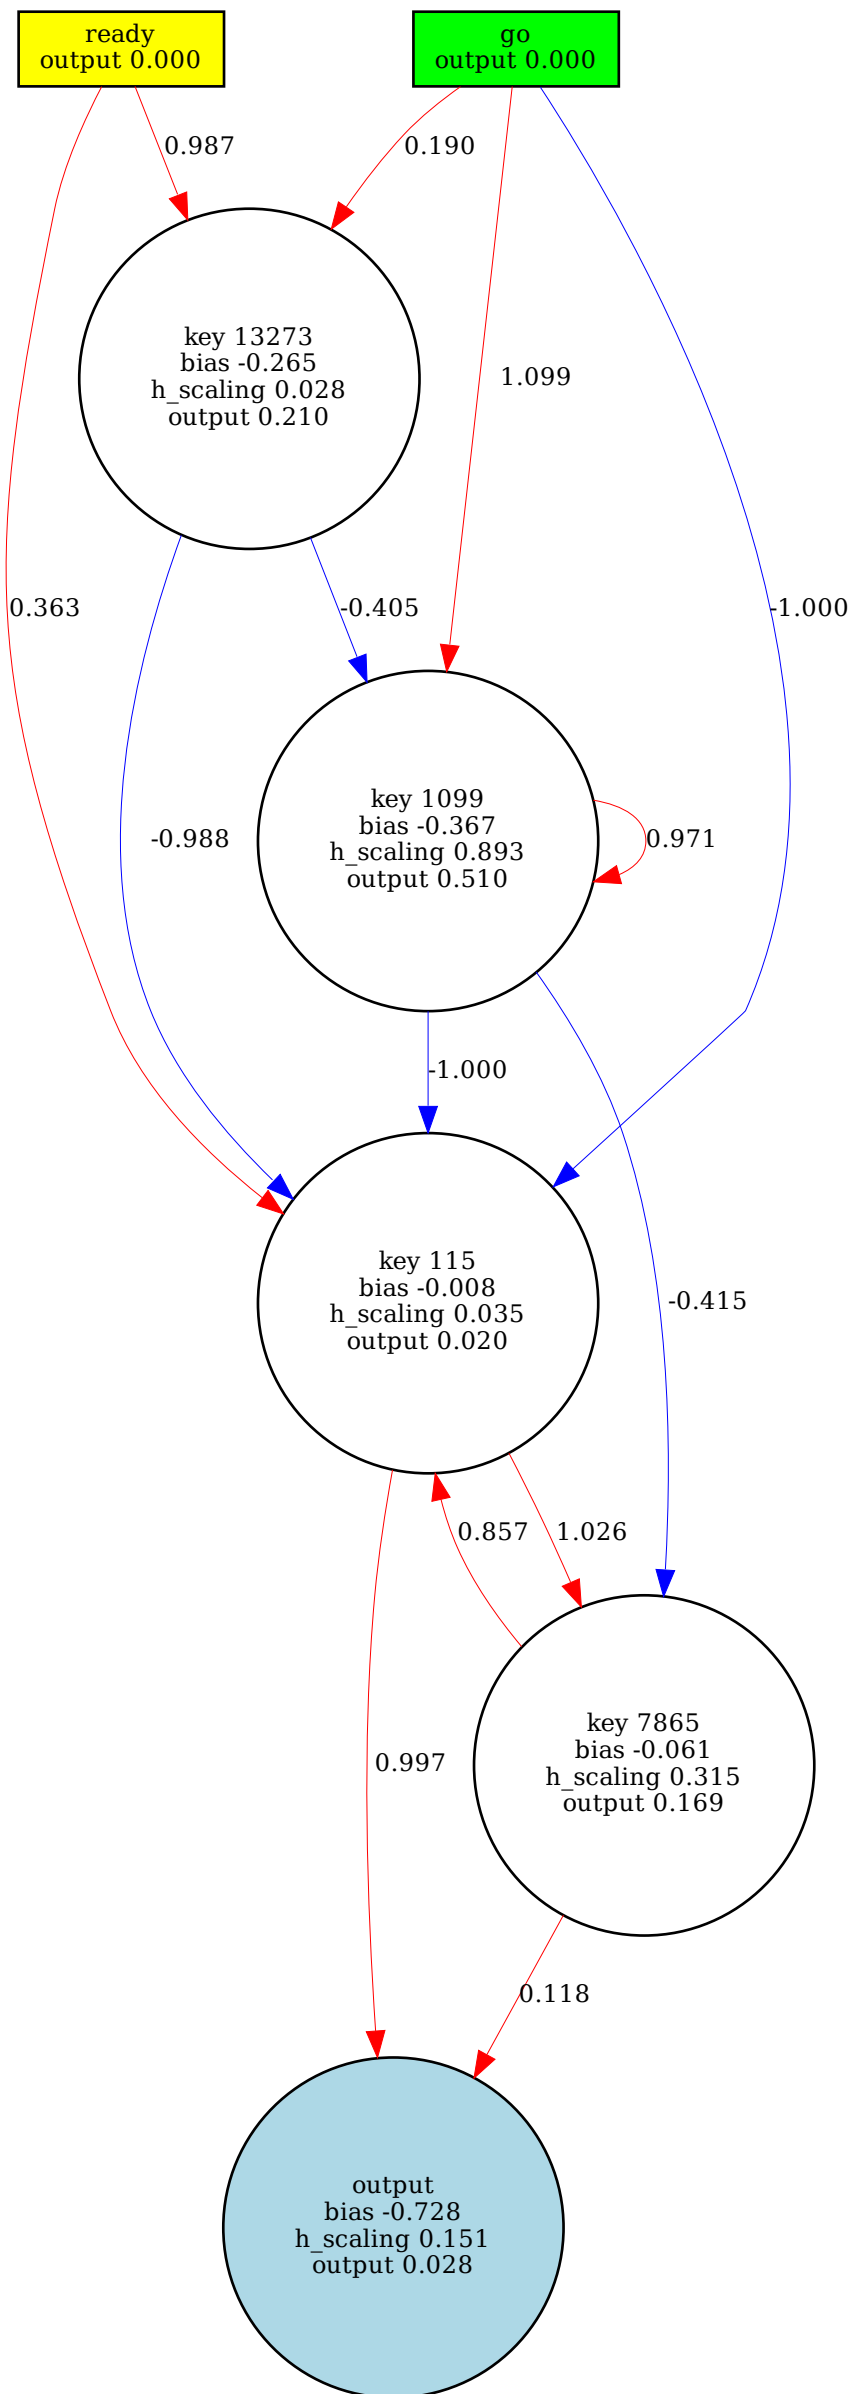 ready
output 0.000
go
output 0.000
0.987
0.190
key 13273
bias -0.265
h_scaling 0.028
output 0.210
1.099
0.363
-0.405
-1.000
key 1099
bias -0.367
h_scaling 0.893
output 0.510
-0.988
0.971
-1.000
key 115
bias -0.008
h_scaling 0.035
output 0.020
-0.415
0.857
1.026
key 7865
bias -0.061
h_scaling 0.315
output 0.169
0.997
0.118
output
bias -0.728
h_scaling 0.151
output 0.028